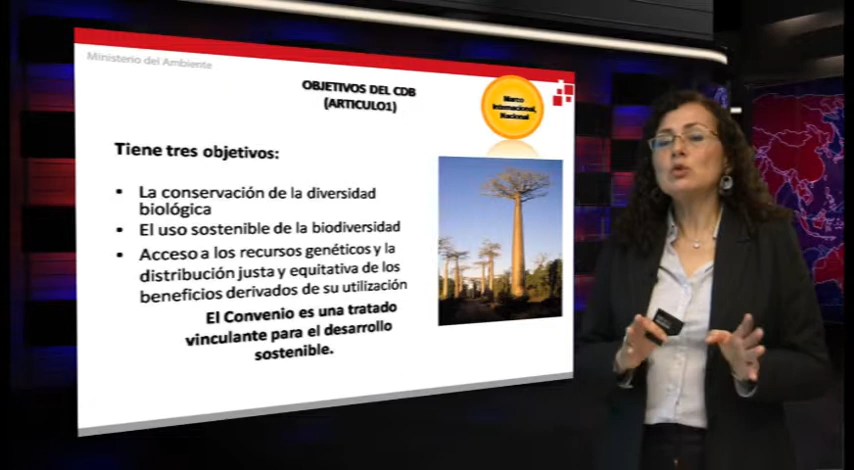 Ministerio del Ambiente
OBJETIVOS DEL CDB
(ARTICULO1)
Marco
Internacional,
Nacional
Tiene tres objetivos:
• La conservación de la diversidad
biológica
• El uso sostenible de la biodiversidad
• Acceso a los recursos genéticos y la
distribución justa y equitativa de los
beneficios derivados de su utilización
El Convenio es una tratado
vinculante para el desarrollo
sostenible.